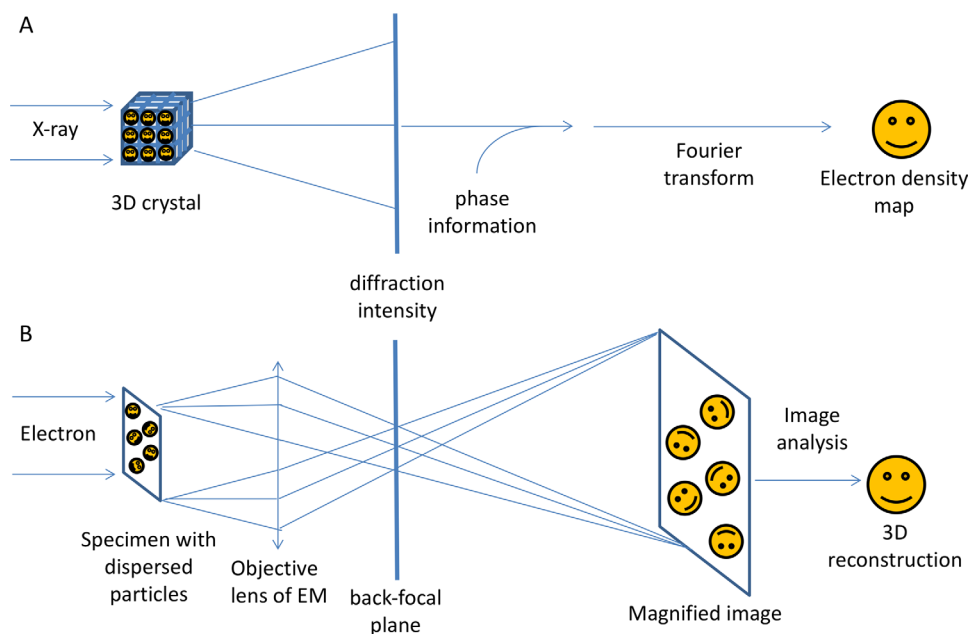 A
X-ray
3D crystal
phase
information
Fourier
transform
Electron density
map
diffraction
intensity
B
Electron
Specimen with
dispersed
particles
Objective
lens of EM
back-focal
plane
Magnified image
Image
analysis
3D
reconstruction